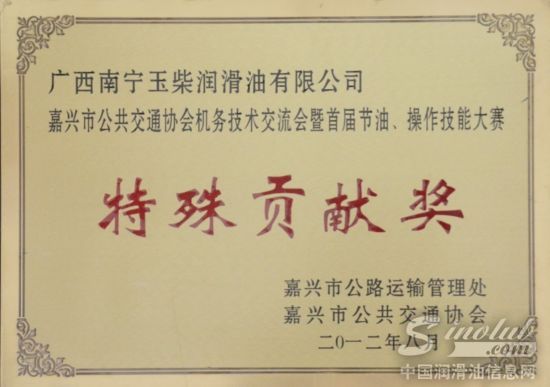 广西南宁玉柴润滑油有限公司
嘉兴市公共交通协会机务技术交流会暨首届节油、操作技能大赛
特殊贡献奖
嘉兴市公路运输管理处
嘉兴市公共交通协会
二0一二年八月
Sinolub
.com
中国润滑油信息网